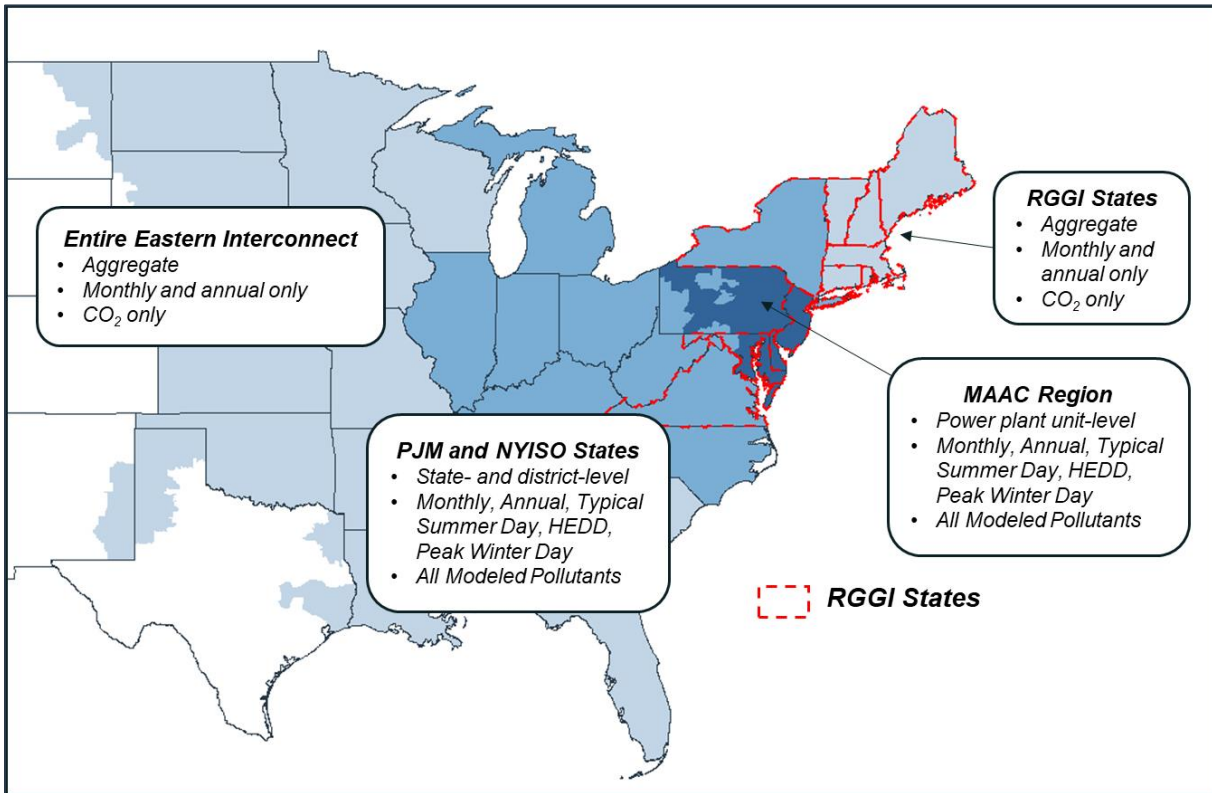 Entire Eastern Interconnect
• Aggregate
• Monthly and annual only
• CO₂ only
RGGI States
• Aggregate
• Monthly and
annual only
• CO₂ only
PJM and NYISO States
• State- and district-level
• Monthly, Annual, Typical
Summer Day, HEDD,
Peak Winter Day
• All Modeled Pollutants
MAAC Region
• Power plant unit-level
• Monthly, Annual, Typical
Summer Day, HEDD,
Peak Winter Day
• All Modeled Pollutants
RGGI States